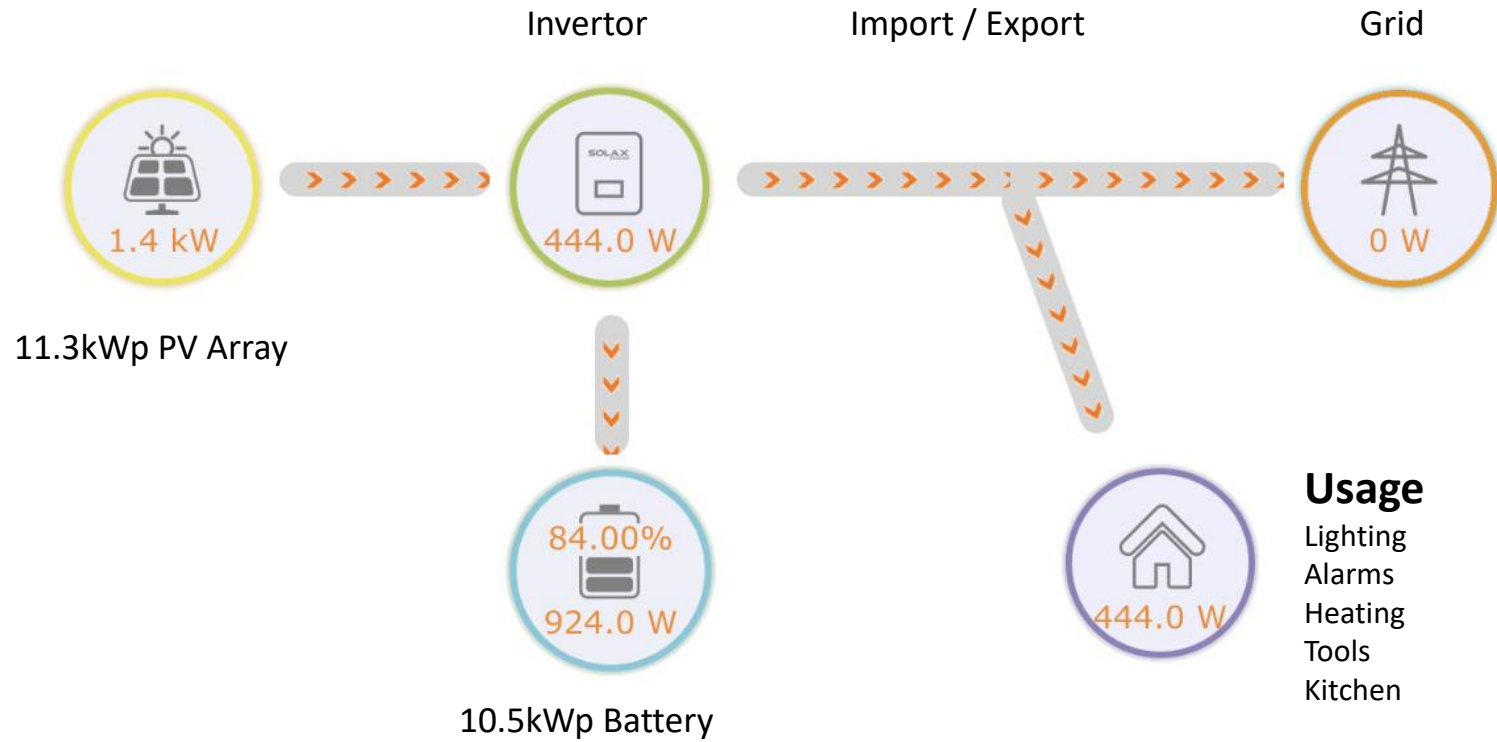 Invertor
Import / Export
Grid
SOLAX
1.4 kW
444.0 W
0 W
11.3kWp PV Array
84.00%
924.0 W
444.0 W
Usage
Lighting
Alarms
Heating
Tools
Kitchen
10.5kWp Battery